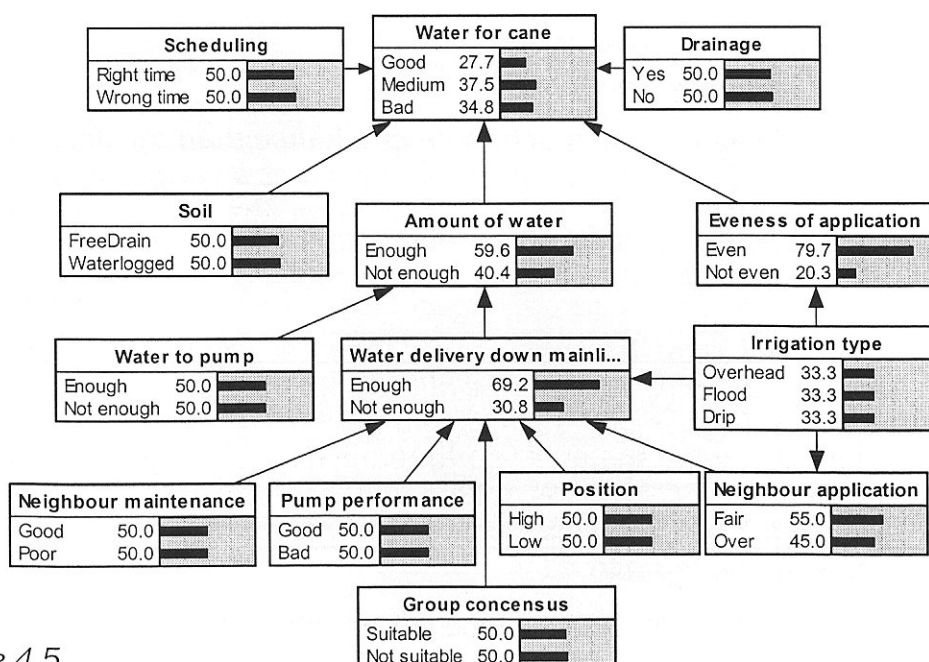 Water for cane
Good 27.7
Medium 37.5
Bad 34.8
Scheduling
Right time 50.0
Wrong time 50.0
Drainage
Yes 50.0
No 50.0
Soil
FreeDrain 50.0
Waterlogged 50.0
Amount of water
Enough 59.6
Not enough 40.4
Eveness of application
Even 79.7
Not even 20.3
Water to pump
Enough 50.0
Not enough 50.0
Water delivery down mainli...
Enough 69.2
Not enough 30.8
Irrigation type
Overhead 33.3
Flood 33.3
Drip 33.3
Neighbour maintenance
Good 50.0
Poor 50.0
Pump performance
Good 50.0
Bad 50.0
Position
High 50.0
Low 50.0
Neighbour application
Fair 55.0
Over 45.0
Group concensus
Suitable 50.0
Not suitable 50.0
4.5